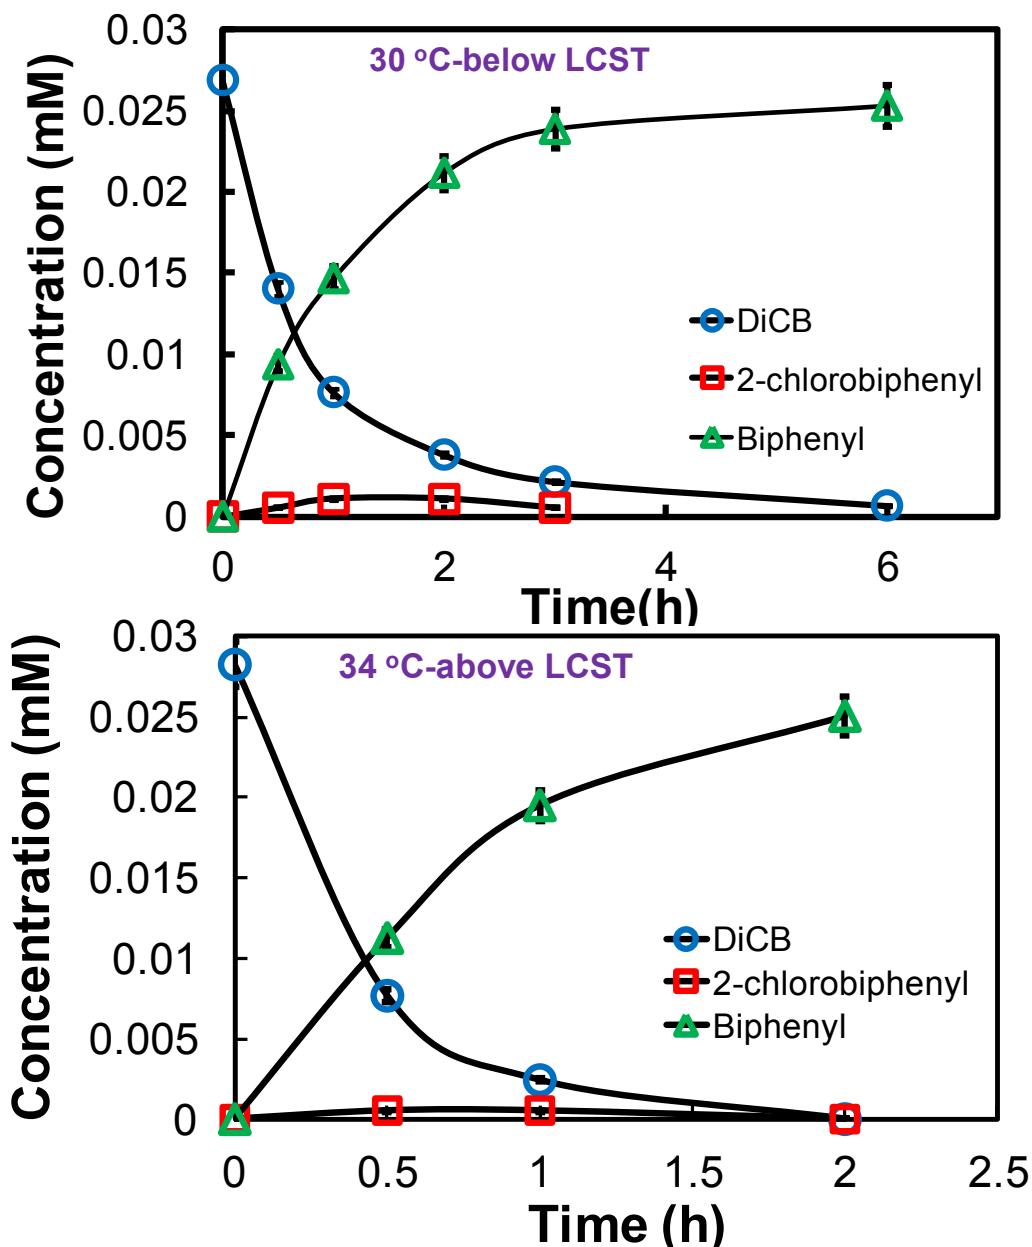 Concentration (mM)
30 °C-below LCST
0.03
0.025
0.02
0.015
0.01
0.005
0
DiCB
2-chlorobiphenyl
Biphenyl
0 2 4 6
Time(h)
Concentration (mM)
34 °C-above LCST
0.03
0.025
0.02
0.015
0.01
0.005
0
DiCB
2-chlorobiphenyl
Biphenyl
0 0.5 1 1.5 2 2.5
Time (h)